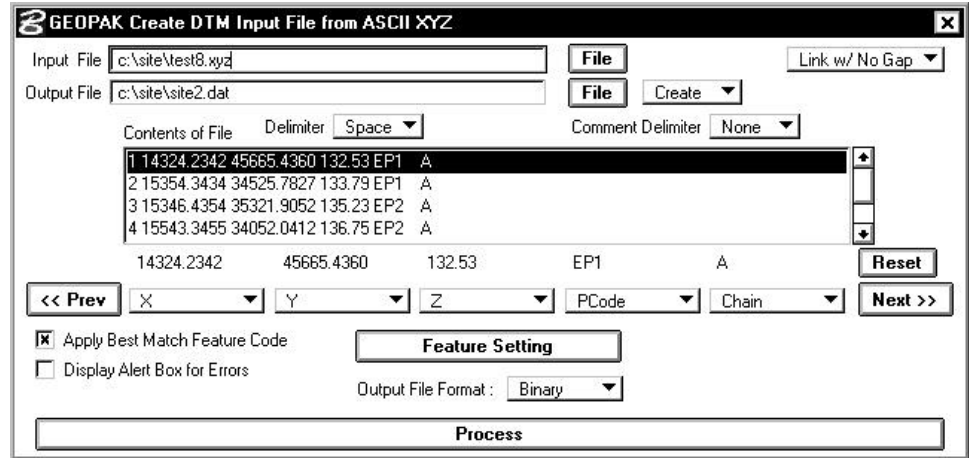 GEOPAK Create DTM Input File from ASCII XYZ
Input File c:\site\test8.xyz File Link w/ No Gap
Output File c:\site\site2.dat File Create
Contents of File Delimiter Space Comment Delimiter None
1 14324.2342 45665.4360 132.53 EP1 A
2 15354.3434 34525.7827 133.79 EP1 A
3 15346.4354 35321.9052 135.23 EP2 A
4 15543.3455 34052.0412 136.75 EP2 A
14324.2342 45665.4360 132.53 EP1 A Reset
<< Prev X Y Z PCode Chain Next >>
Apply Best Match Feature Code Feature Setting
Display Alert Box for Errors
Output File Format : Binary
Process